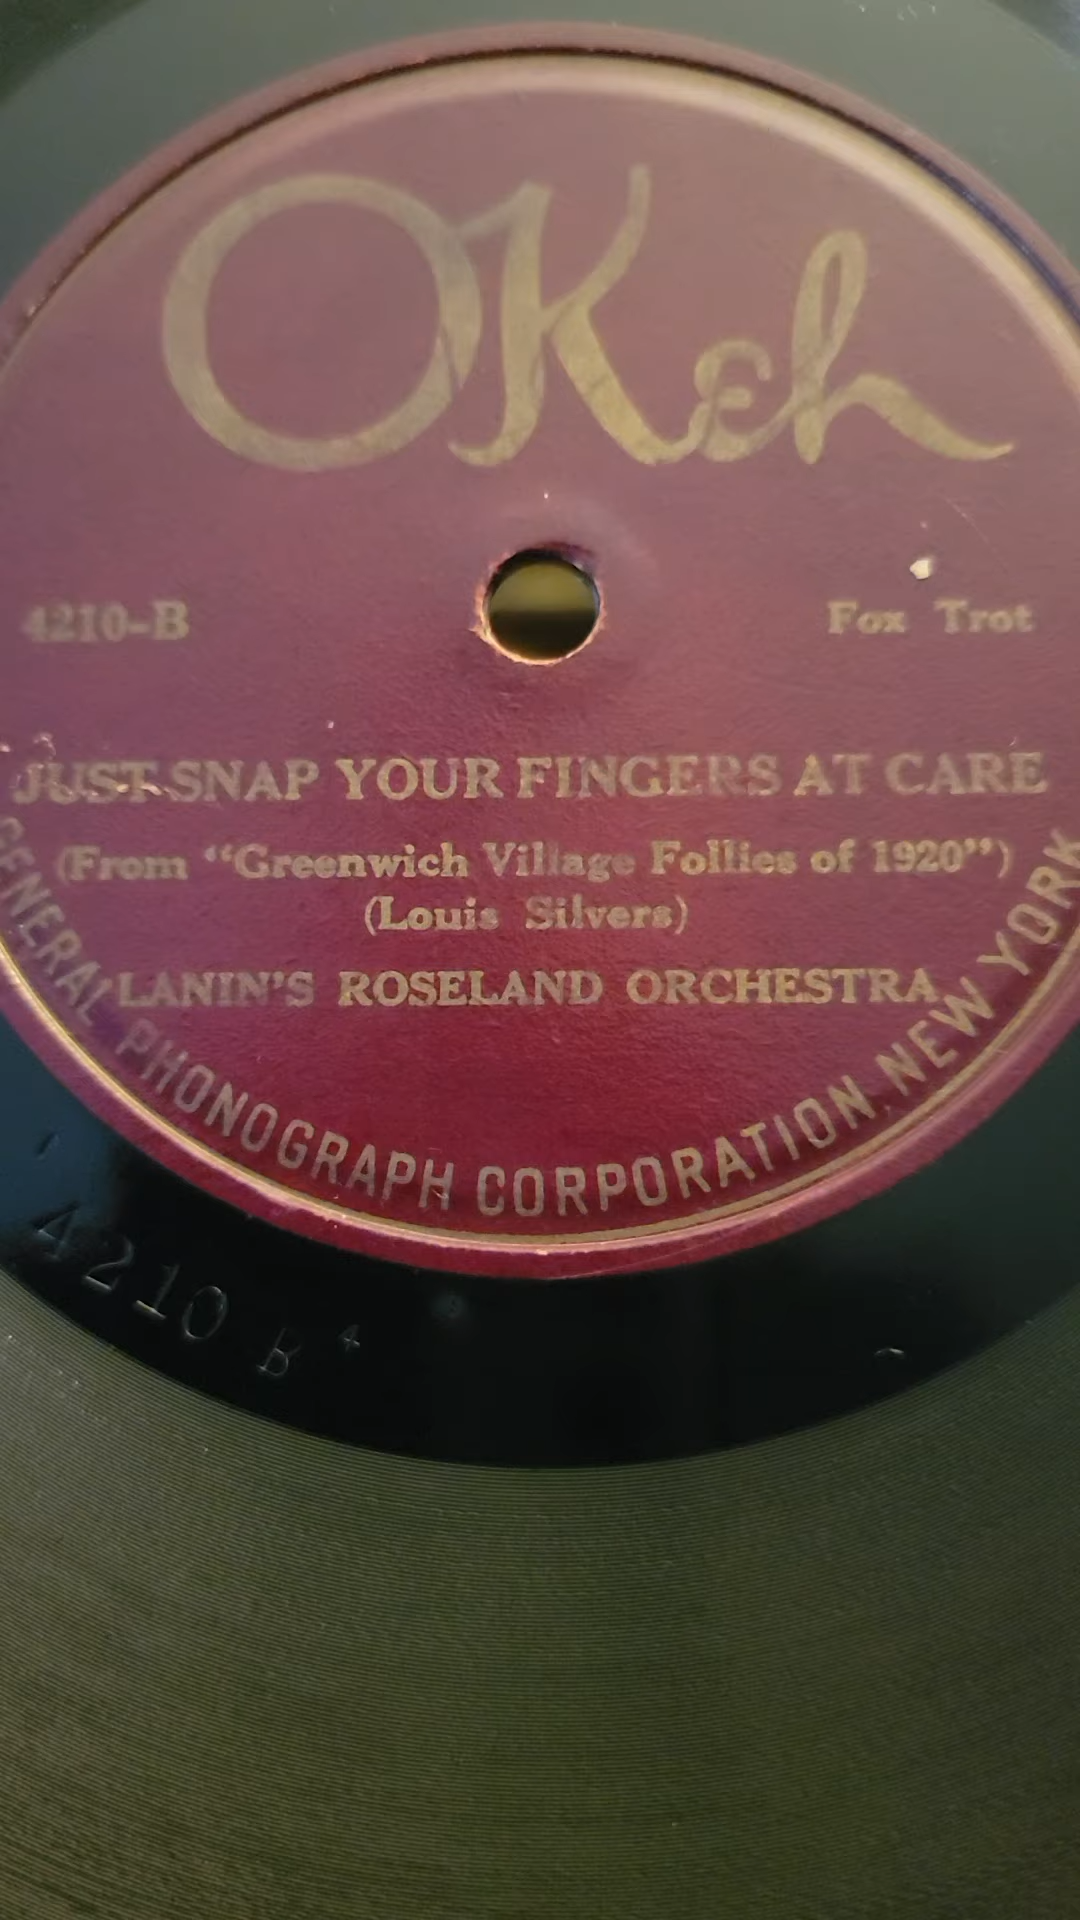 OKeh
4210-B
Fox Trot
JUST SNAP YOUR FINGERS AT CARE
(From “Greenwich Village Follies of 1920”)
(Louis Silvers)
LANIN'S ROSELAND ORCHESTRA
GENERAL PHONOGRAPH CORPORATION, NEW YORK
4210 B 4